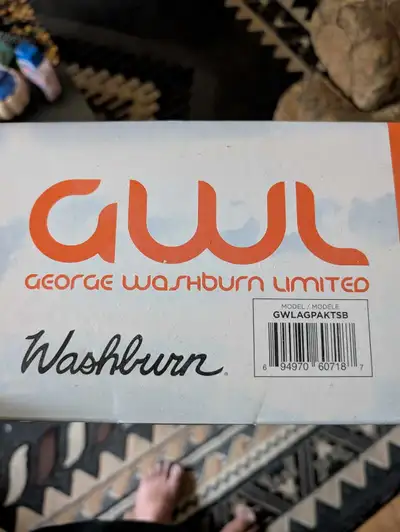 GWL
GEORGE WASHBURN LIMITED
MODEL / MODÈLE
GWLAGPAKTSB
6 94970 60718 7
Washburn®